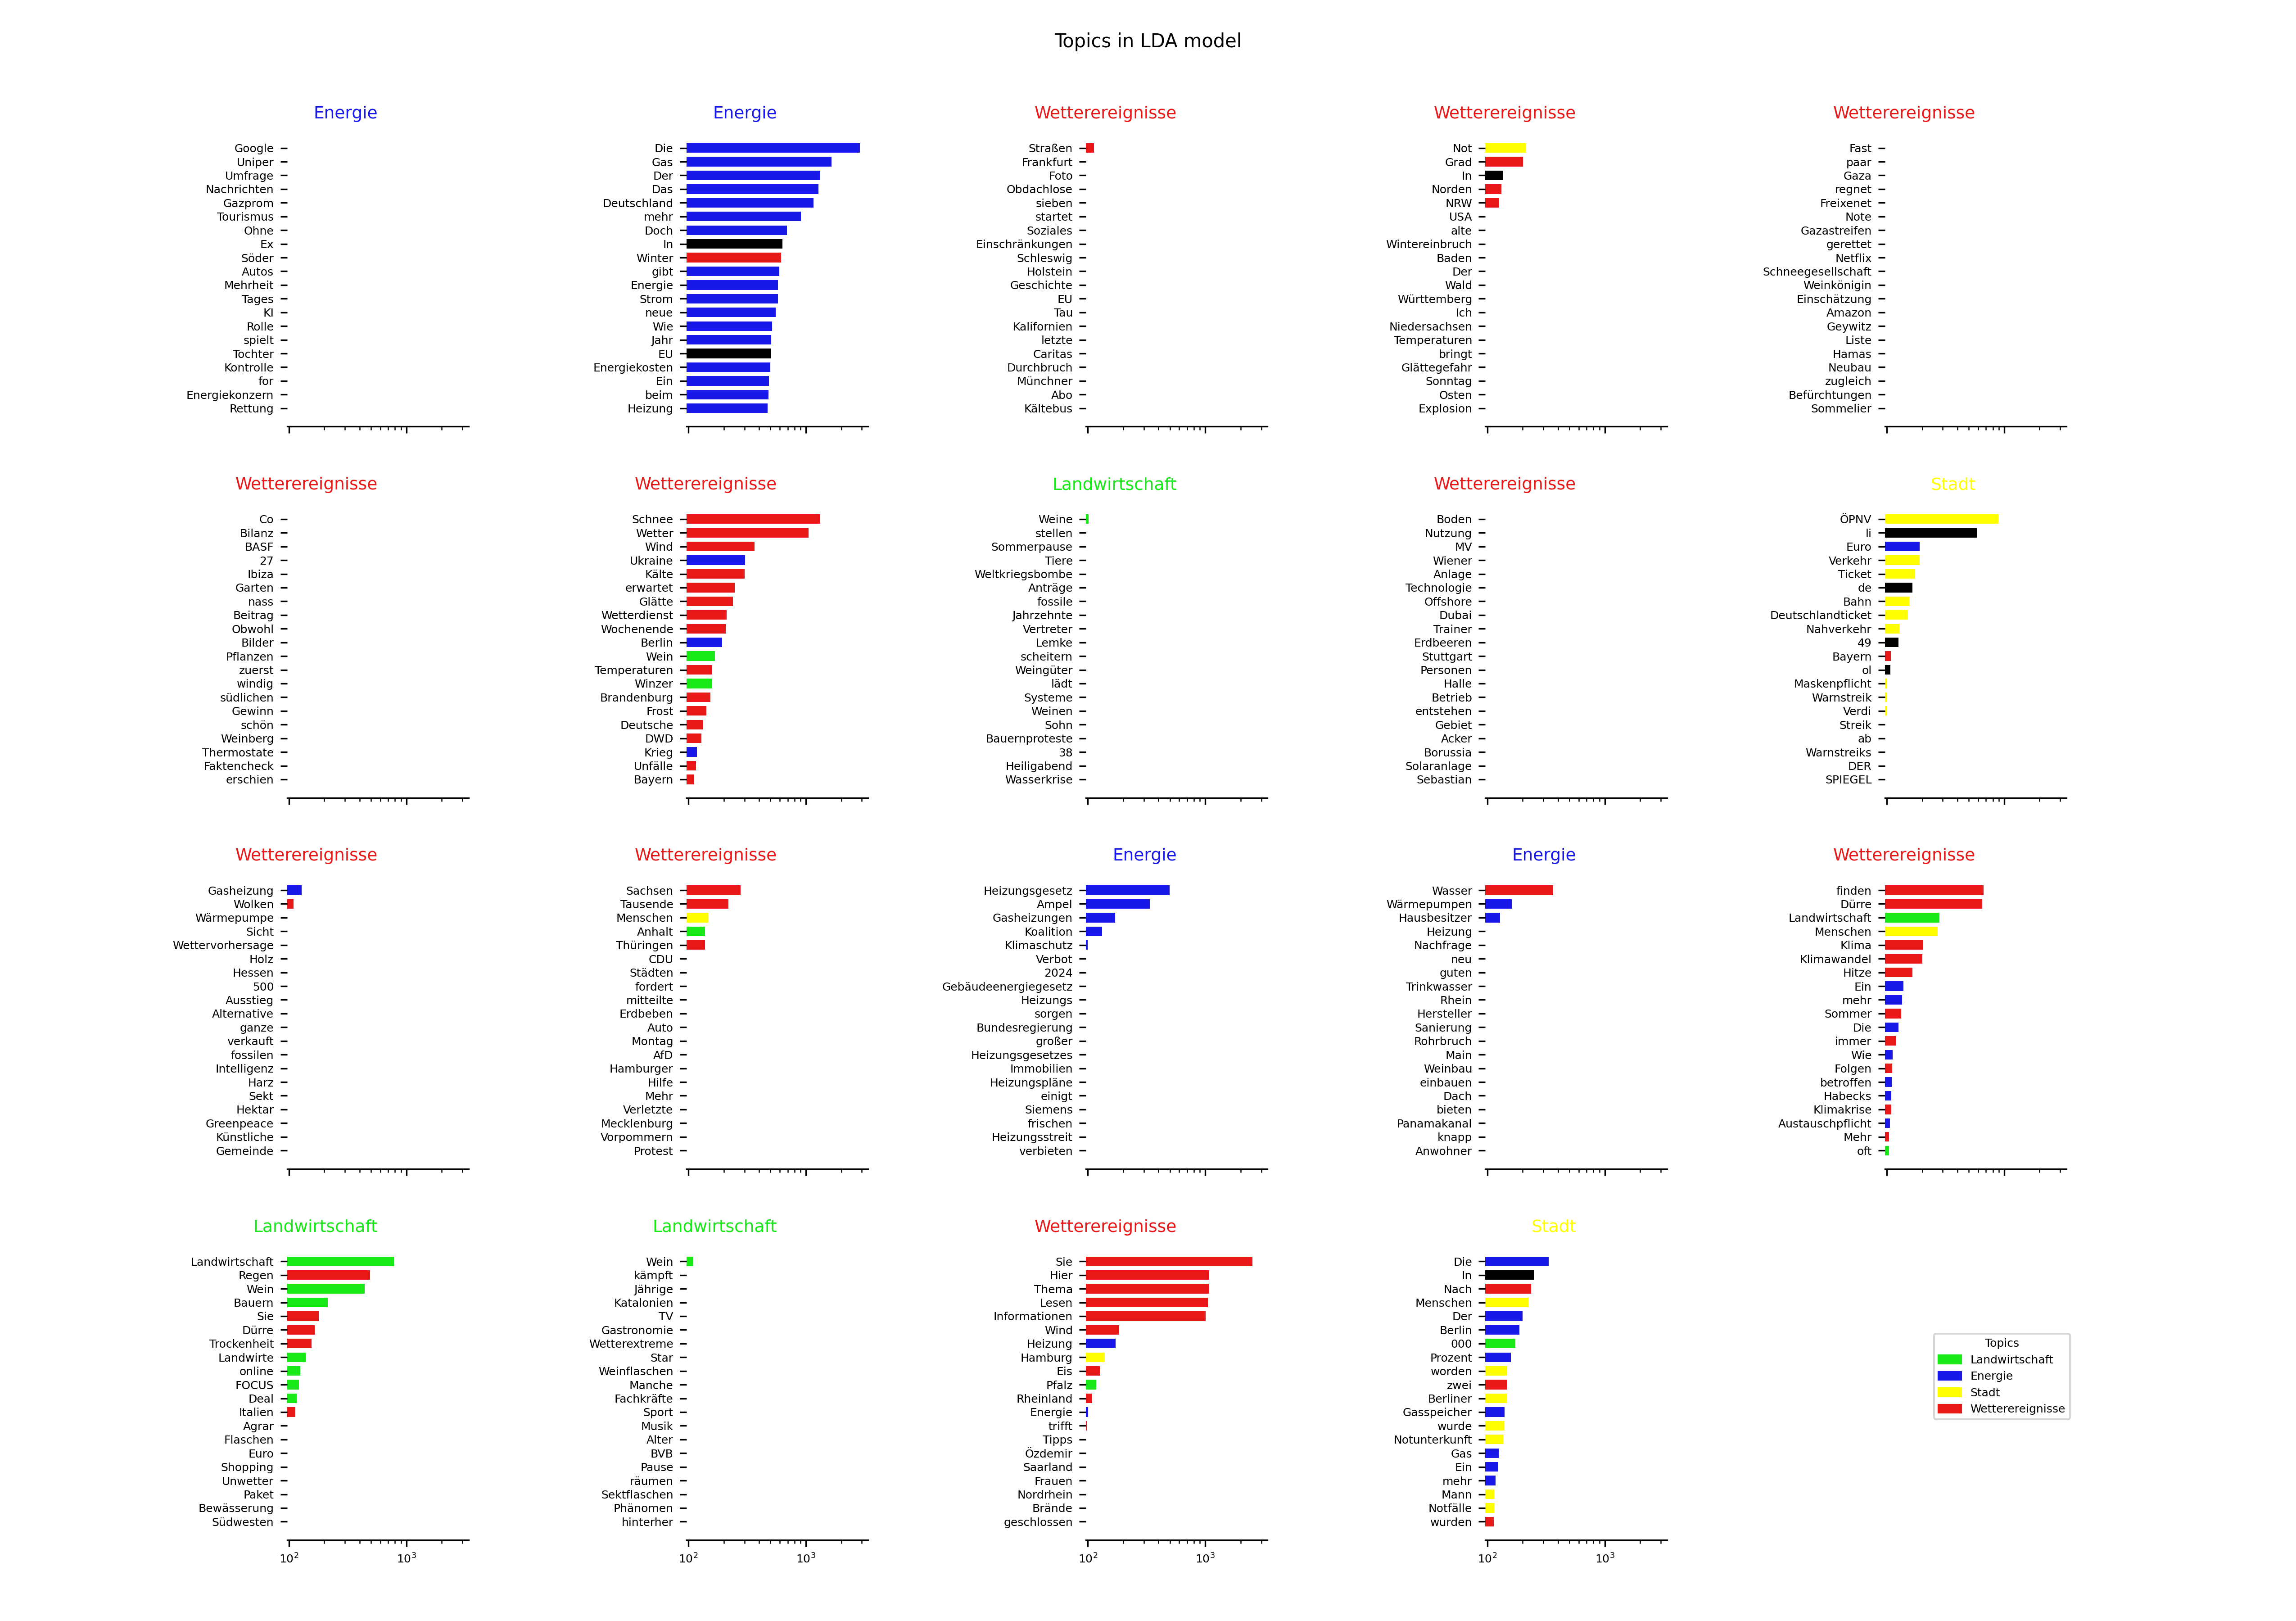 Topics in LDA model
Energie
Google
Uniper
Umfrage
Nachrichten
Gazprom
Tourismus
Ohne
Ex
Söder
Autos
Mehrheit
Tages
KI
Rolle
spielt
Tochter
Kontrolle
for
Energiekonzern
Rettung
Energie
Die
Gas
Der
Das
Deutschland
mehr
Doch
In
Winter
gibt
Energie
Strom
neue
Wie
Jahr
EU
Energiekosten
Ein
beim
Heizung
Wetterereignisse
Straßen
Frankfurt
Foto
Obdachlose
sieben
startet
Soziales
Einschränkungen
Schleswig
Holstein
Geschichte
EU
Tau
Kalifornien
letzte
Caritas
Durchbruch
Münchner
Abo
Kältebus
Wetterereignisse
Not
Grad
In
Norden
NRW
USA
alte
Wintereinbruch
Baden
Der
Wald
Württemberg
Ich
Niedersachsen
Temperaturen
bringt
Glättegefahr
Sonntag
Osten
Explosion
Wetterereignisse
Fast
paar
Gaza
regnet
Freixenet
Note
Gazastreifen
gerettet
Netflix
Schneegesellschaft
Weinkönigin
Einschätzung
Amazon
Geywitz
Liste
Hamas
Neubau
zugleich
Befürchtungen
Sommelier
Wetterereignisse
Co
Bilanz
BASF
27
Ibiza
Garten
nass
Beitrag
Obwohl
Bilder
Pflanzen
zuerst
windig
südlichen
Gewinn
schön
Weinberg
Thermostate
Faktencheck
erschien
Wetterereignisse
Schnee
Wetter
Wind
Ukraine
Kälte
erwartet
Glätte
Wetterdienst
Wochenende
Berlin
Wein
Temperaturen
Winzer
Brandenburg
Frost
Deutsche
DWD
Krieg
Unfälle
Bayern
Landwirtschaft
Weine
stellen
Sommerpause
Tiere
Weltkriegsbombe
Anträge
fossile
Jahrzehnte
Vertreter
Lemke
scheitern
Weingüter
lädt
Systeme
Weinen
Sohn
Bauernproteste
38
Heiligabend
Wasserkrise
Wetterereignisse
Boden
Nutzung
MV
Wiener
Anlage
Technologie
Offshore
Dubai
Trainer
Erdbeeren
Stuttgart
Personen
Halle
Betrieb
entstehen
Gebiet
Acker
Borussia
Solaranlage
Sebastian
Stadt
ÖPNV
li
Euro
Verkehr
Ticket
de
Bahn
Deutschlandticket
Nahverkehr
49
Bayern
ol
Maskenpflicht
Warnstreik
Verdi
Streik
ab
Warnstreiks
DER
SPIEGEL
Wetterereignisse
Gasheizung
Wolken
Wärmepumpe
Sicht
Wettervorhersage
Holz
Hessen
500
Ausstieg
Alternative
ganze
verkauft
fossilen
Intelligenz
Harz
Sekt
Hektar
Greenpeace
Künstliche
Gemeinde
Wetterereignisse
Sachsen
Tausende
Menschen
Anhalt
Thüringen
CDU
Städten
fordert
mitteilte
Erdbeben
Auto
Montag
AfD
Hamburger
Hilfe
Mehr
Verletzte
Mecklenburg
Vorpommern
Protest
Energie
Heizungsgesetz
Ampel
Gasheizungen
Koalition
Klimaschutz
Verbot
2024
Gebäudeenergiegesetz
Heizungs
sorgen
Bundesregierung
großer
Heizungsgesetzes
Immobilien
Heizungspläne
einigt
Siemens
frischen
Heizungsstreit
verbieten
Energie
Wasser
Wärmepumpen
Hausbesitzer
Heizung
Nachfrage
neu
guten
Trinkwasser
Rhein
Hersteller
Sanierung
Rohrbruch
Main
Weinbau
einbauen
Dach
bieten
Panamakanal
knapp
Anwohner
Wetterereignisse
finden
Dürre
Landwirtschaft
Menschen
Klima
Klimawandel
Hitze
Ein
mehr
Sommer
Die
immer
Wie
Folgen
betroffen
Habecks
Klimakrise
Austauschpflicht
Mehr
oft
Landwirtschaft
Landwirtschaft
Regen
Wein
Bauern
Sie
Dürre
Trockenheit
Landwirte
online
FOCUS
Deal
Italien
Agrar
Flaschen
Euro
Shopping
Unwetter
Paket
Bewässerung
Südwesten
10²
10³
Landwirtschaft
Wein
kämpft
Jährige
Katalonien
TV
Gastronomie
Wetterextreme
Star
Weinflaschen
Manche
Fachkräfte
Sport
Musik
Alter
BVB
Pause
räumen
Sektflaschen
Phänomen
hinterher
10²
10³
Wetterereignisse
Sie
Hier
Thema
Lesen
Informationen
Wind
Heizung
Hamburg
Eis
Pfalz
Rheinland
Energie
trifft
Tipps
Özdemir
Saarland
Frauen
Nordrhein
Brände
geschlossen
10²
10³
Stadt
Die
In
Nach
Menschen
Der
Berlin
000
Prozent
worden
zwei
Berliner
Gasspeicher
wurde
Notunterkunft
Gas
Ein
mehr
Mann
Notfälle
wurden
10²
10³
Topics
Landwirtschaft
Energie
Stadt
Wetterereignisse